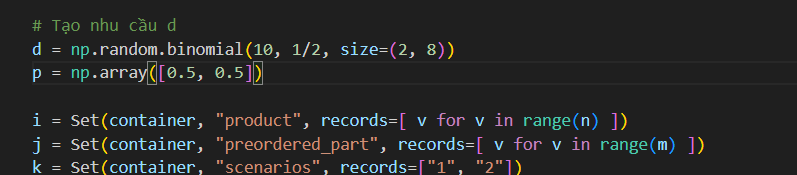 # Tạo nhu cầu d
d = np.random.binomial(10, 1/2, size=(2, 8))
p = np.array([0.5, 0.5])
i = Set(container, "product", records=[ v for v in range(n) ])
j = Set(container, "preordered_part", records=[ v for v in range(m) ])
k = Set(container, "scenarios", records=["1", "2"])